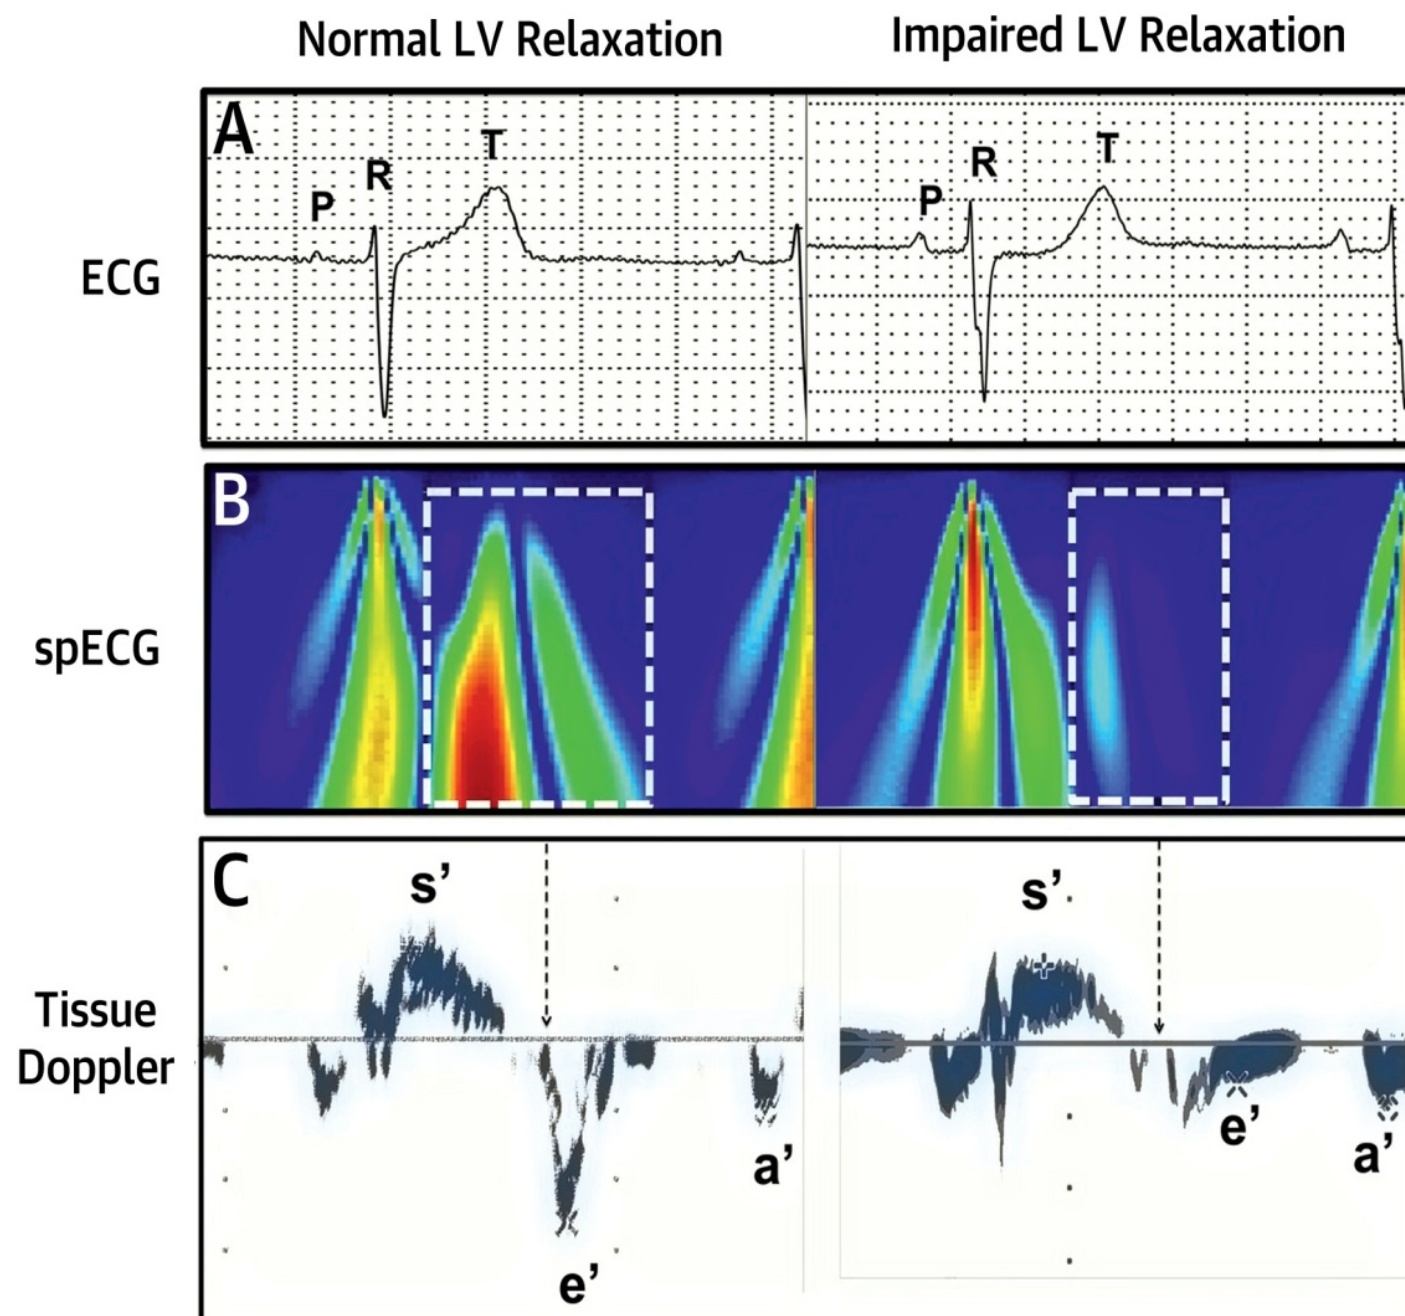 Normal LV Relaxation
Impaired LV Relaxation
A
P
R
T
P
R
T
ECG
B
spECG
C
s’
s’
Tissue
Doppler
e’
a’
e’
a’